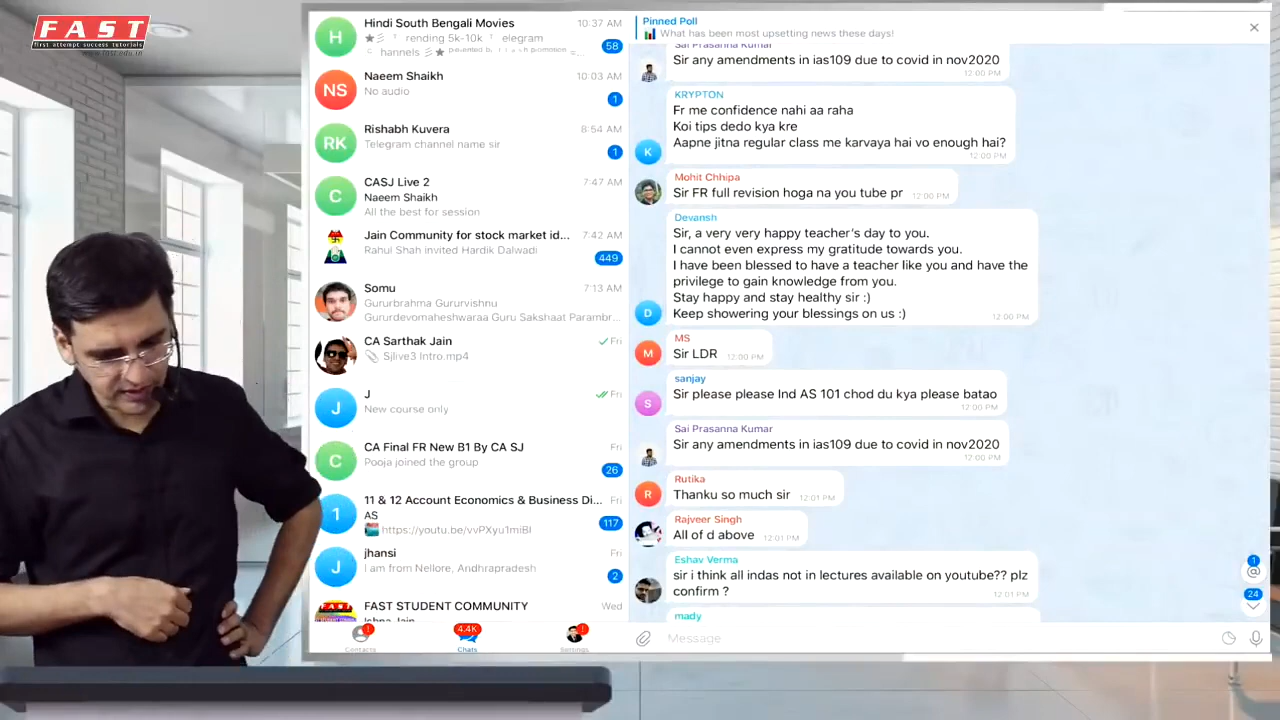 FAST
first attempt success tutorials
www.fast.edu.in
Hindi South Bengali Movies
10:37 AM
rending 5k-10k
elegram
hannels
58
NS
Naeem Shaikh
10:03 AM
No audio
1
RK
Rishabh Kuvera
8:54 AM
Telegram channel name sir
1
C
CASJ Live 2
7:47 AM
Naeem Shaikh
All the best for session
Jain Community for stock market id...
7:42 AM
Rahul Shah invited Hardik Dalwadi
449
Somu
7:13 AM
Gururbrahma Gururvishnu
Gururdevomaheshwaraa Guru Sakshaat Parambr...
CA Sarthak Jain
Fri
Sjlive3 Intro.mp4
J
J
Fri
New course only
C
CA Final FR New B1 By CA SJ
Fri
Pooja joined the group
26
1
11 & 12 Account Economics & Business Di...
Fri
AS
https://youtu.be/vvPXyu1miBI
117
J
jhansi
Fri
I am from Nellore, Andhrapradesh
2
FAST
FAST STUDENT COMMUNITY
Wed
Ishna Jain
1
Contacts
4.4K
Chats
!
Settings
Pinned Poll
What has been most upsetting news these days!
Sai Prasanna Kumar
Sir any amendments in ias109 due to covid in nov2020
12:00 PM
KRYPTON
Fr me confidence nahi aa raha
Koi tips dedo kya kre
Aapne jitna regular class me karvaya hai vo enough hai?
12:00 PM
K
Mohit Chhipa
Sir FR full revision hoga na you tube pr
12:00 PM
Devansh
Sir, a very very happy teacher's day to you.
I cannot even express my gratitude towards you.
I have been blessed to have a teacher like you and have the
privilege to gain knowledge from you.
Stay happy and stay healthy sir :)
Keep showering your blessings on us :)
12:00 PM
D
MS
Sir LDR
12:00 PM
M
sanjay
Sir please please Ind AS 101 chod du kya please batao
12:00 PM
S
Sai Prasanna Kumar
Sir any amendments in ias109 due to covid in nov2020
12:00 PM
Rutika
Thanku so much sir
12:01 PM
R
Rajveer Singh
All of d above
12:01 PM
Eshav Verma
sir i think all indas not in lectures available on youtube?? plz
confirm ?
12:01 PM
mady
1
@
24
Message